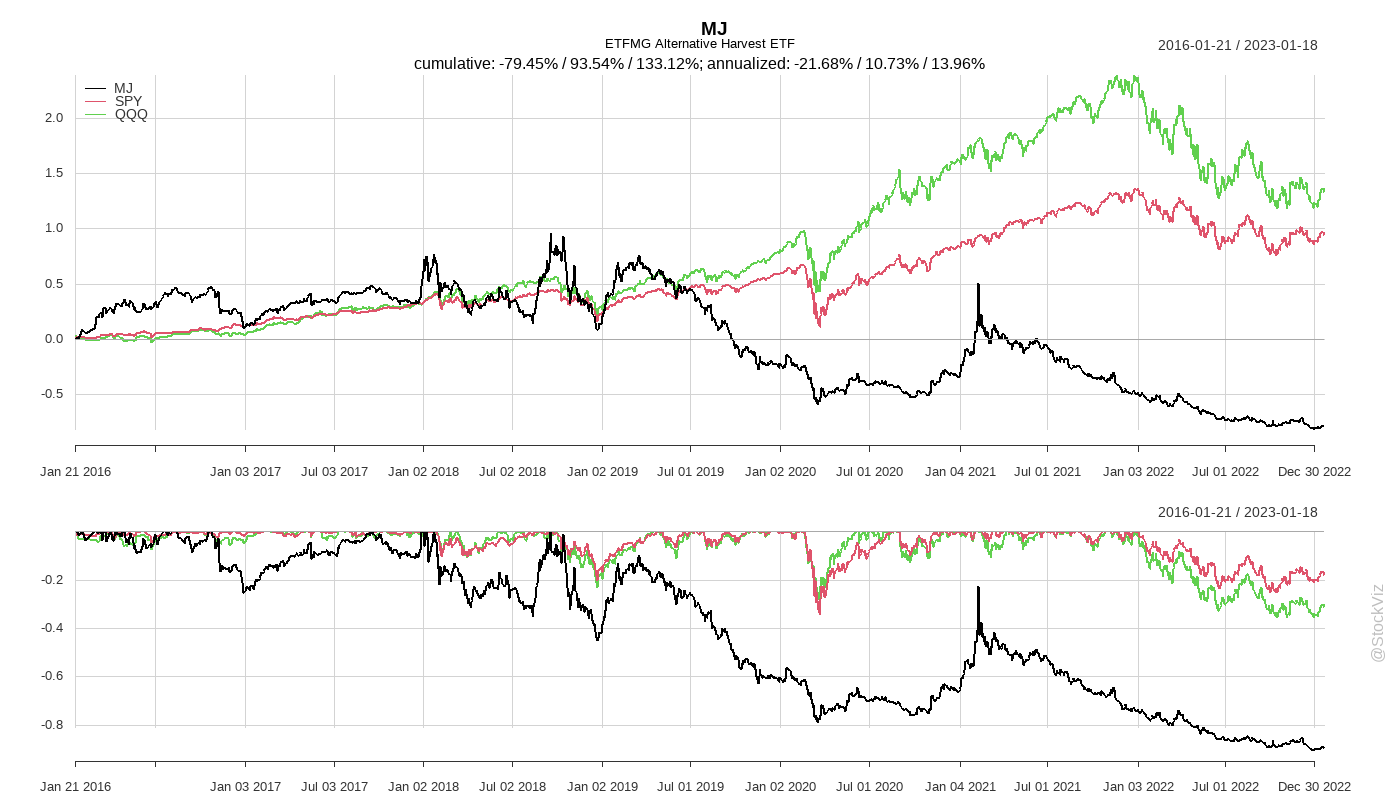 MJ
ETFMG Alternative Harvest ETF
2016-01-21 / 2023-01-18
cumulative: -79.45% / 93.54% / 133.12%; annualized: -21.68% / 10.73% / 13.96%
MJ
SPY
QQQ
2.0
1.5
1.0
0.5
0.0
-0.5
Jan 21 2016 Jan 03 2017 Jul 03 2017 Jan 02 2018 Jul 02 2018 Jan 02 2019 Jul 01 2019 Jan 02 2020 Jul 01 2020 Jan 04 2021 Jul 01 2021 Jan 03 2022 Jul 01 2022 Dec 30 2022
2016-01-21 / 2023-01-18
-0.2
-0.4
-0.6
-0.8
Jan 21 2016 Jan 03 2017 Jul 03 2017 Jan 02 2018 Jul 02 2018 Jan 02 2019 Jul 01 2019 Jan 02 2020 Jul 01 2020 Jan 04 2021 Jul 01 2021 Jan 03 2022 Jul 01 2022 Dec 30 2022
@StockViz